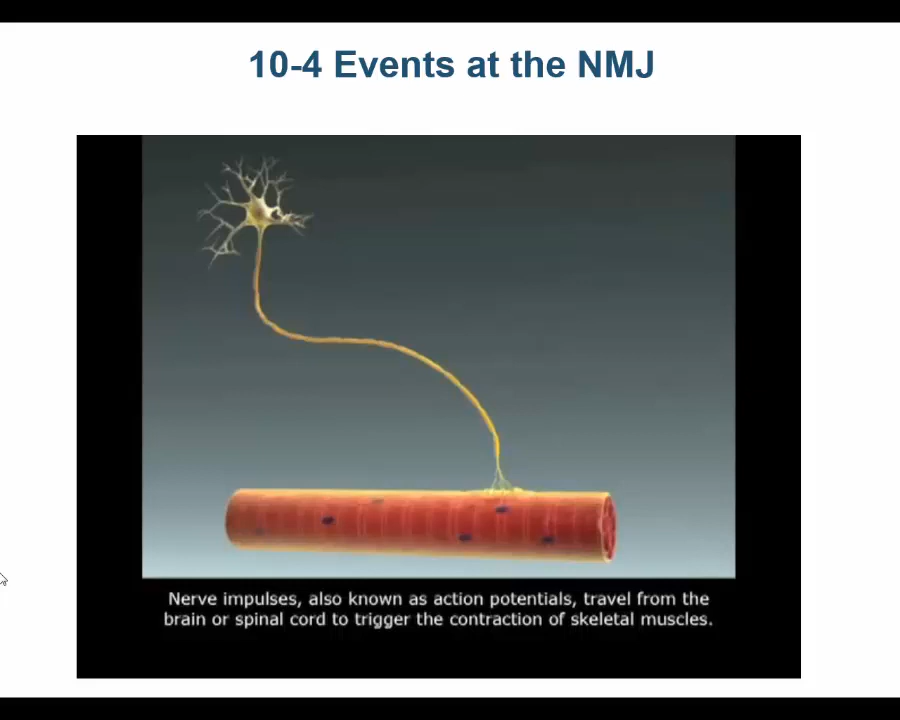 10-4 Events at the NMJ
Nerve impulses, also known as action potentials, travel from the
brain or spinal cord to trigger the contraction of skeletal muscles.